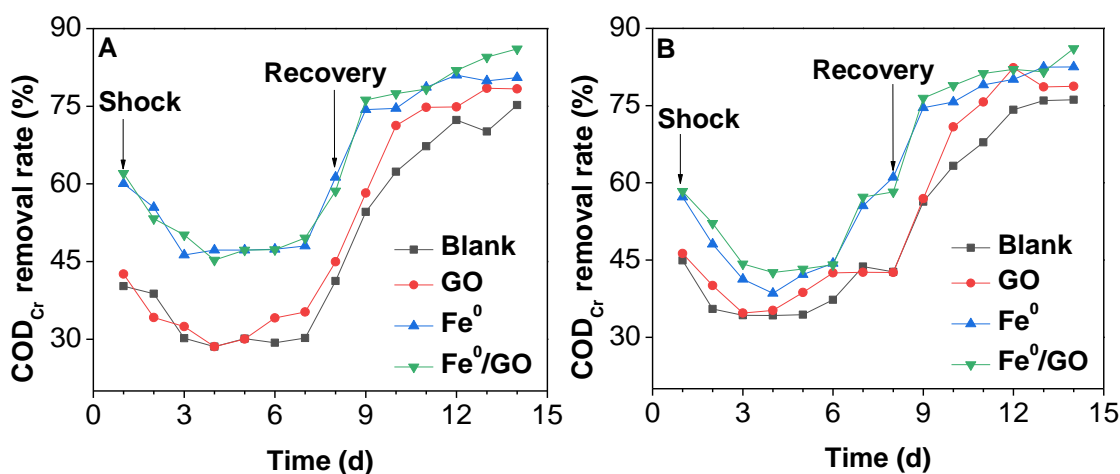 A
Shock
Recovery
Blank
GO
Fe⁰
Fe⁰/GO
COD_Cr removal rate (%)
90
75
60
45
30
0 3 6 9 12 15
Time (d)
B
Shock
Recovery
Blank
GO
Fe⁰
Fe⁰/GO
COD_Cr removal rate (%)
90
75
60
45
30
0 3 6 9 12 15
Time (d)